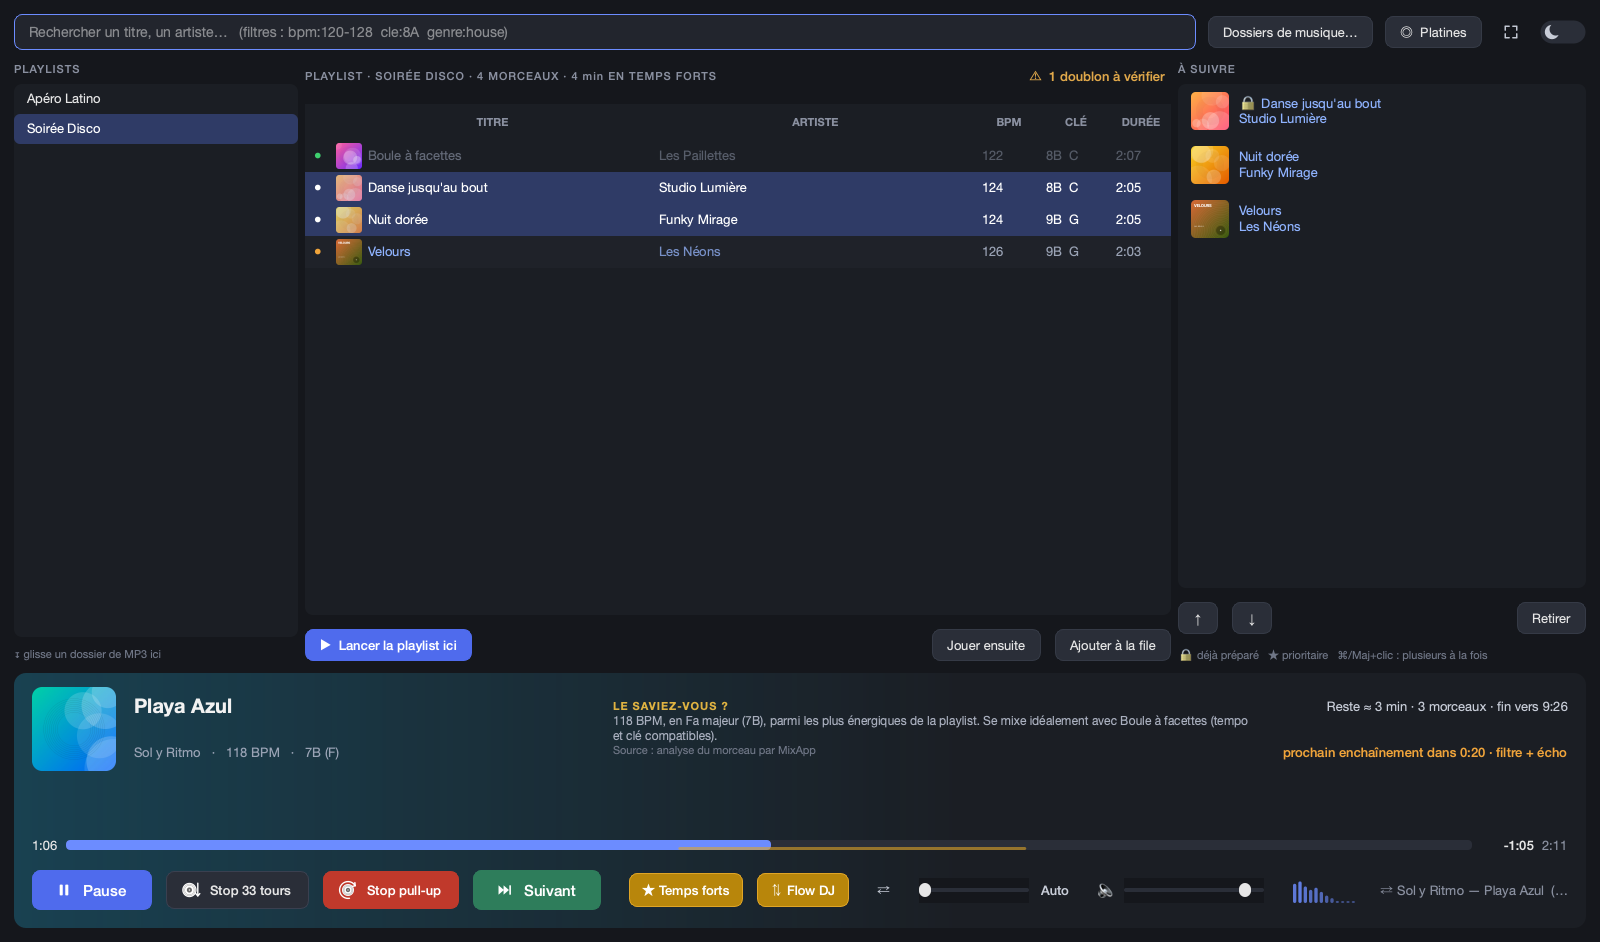 Rechercher un titre, un artiste… (filtres : bpm:120-128 cle:8A genre:house)
Dossiers de musique…
Platines
PLAYLISTS
Apéro Latino
Soirée Disco
glisse un dossier de MP3 ici
PLAYLIST · SOIRÉE DISCO · 4 MORCEAUX · 4 min EN TEMPS FORTS
⚠ 1 doublon à vérifier
TITRE ARTISTE BPM CLÉ DURÉE
Boule à facettes Les Paillettes 122 8B C 2:07
Danse jusqu'au bout Studio Lumière 124 8B C 2:05
Nuit dorée Funky Mirage 124 9B G 2:05
Velours Les Néons 126 9B G 2:03
▶ Lancer la playlist ici
Jouer ensuite
Ajouter à la file
À SUIVRE
🔒 Danse jusqu'au bout
Studio Lumière
Nuit dorée
Funky Mirage
Velours
Les Néons
↑ ↓
Retirer
🔒 déjà préparé ★ prioritaire ⌘/Maj+clic : plusieurs à la fois
Playa Azul
Sol y Ritmo · 118 BPM · 7B (F)
LE SAVIEZ-VOUS ?
118 BPM, en Fa majeur (7B), parmi les plus énergiques de la playlist. Se mixe idéalement avec Boule à facettes (tempo
et clé compatibles).
Source : analyse du morceau par MixApp
Reste ≈ 3 min · 3 morceaux · fin vers 9:26
prochain enchaînement dans 0:20 · filtre + écho
1:06
-1:05 2:11
Pause
Stop 33 tours
Stop pull-up
Suivant
★ Temps forts
Flow DJ
Auto
⇄ Sol y Ritmo — Playa Azul (…